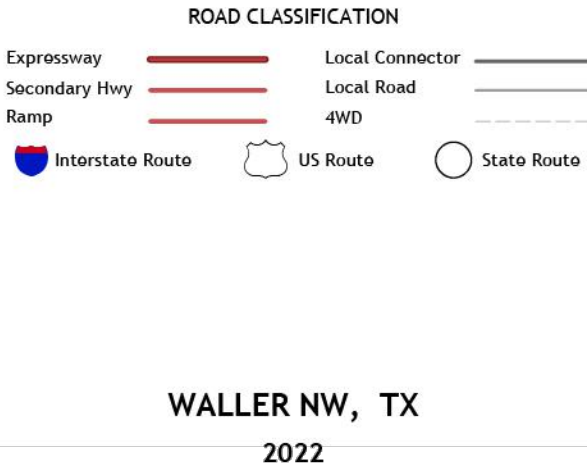 ROAD CLASSIFICATION
Expressway
Local Connector
Secondary Hwy
Local Road
Ramp
4WD
Interstate Route
US Route
State Route
WALLER NW, TX
2022